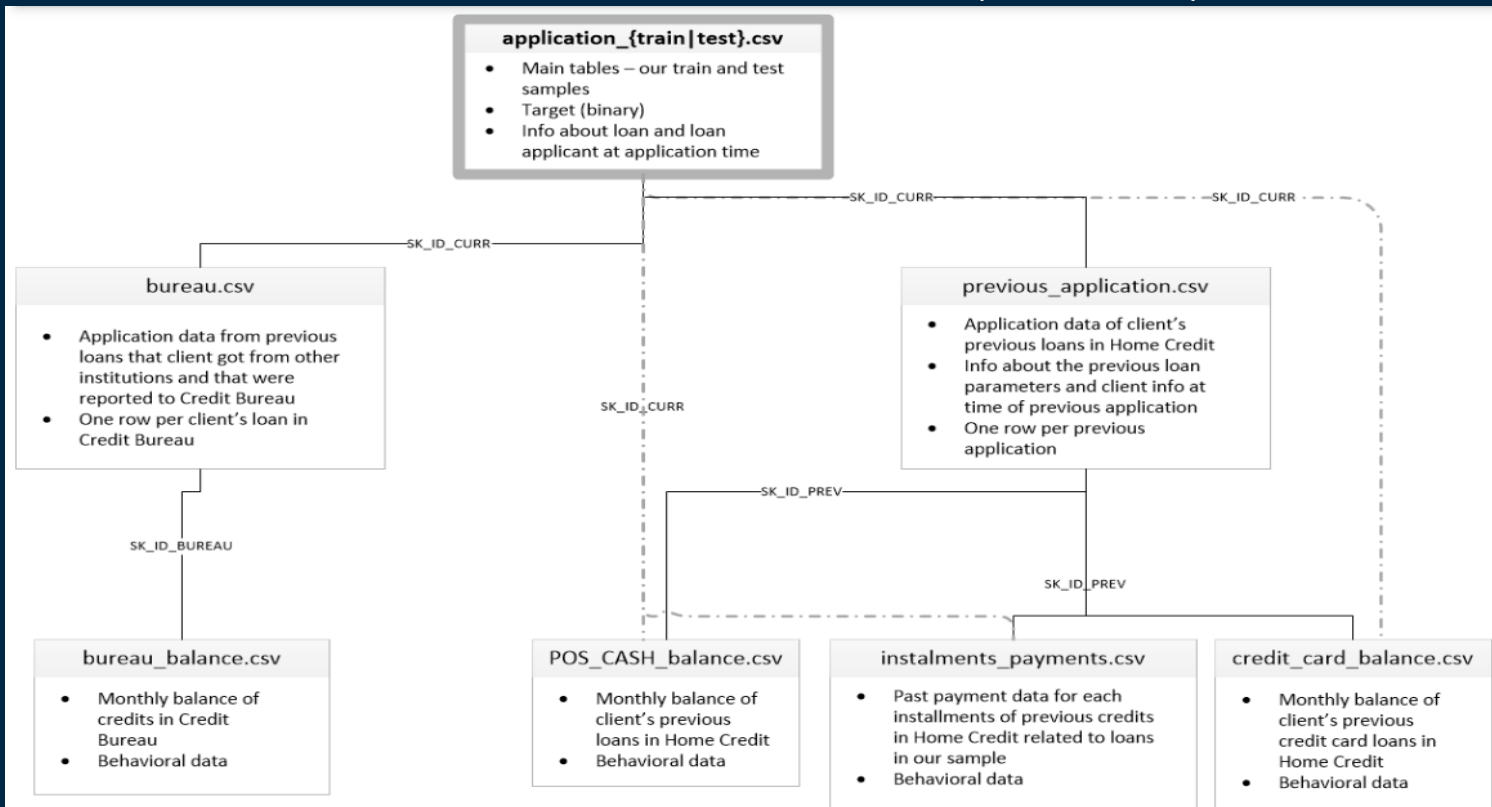 application_{train|test}.csv
• Main tables – our train and test
samples
• Target (binary)
• Info about loan and loan
applicant at application time
SK_ID_CURR
SK_ID_CURR
SK_ID_CURR
bureau.csv
• Application data from previous
loans that client got from other
institutions and that were
reported to Credit Bureau
• One row per client's loan in
Credit Bureau
previous_application.csv
• Application data of client's
previous loans in Home Credit
• Info about the previous loan
parameters and client info at
time of previous application
• One row per previous
application
SK_ID_CURR
SK_ID_PREV
SK_ID_BUREAU
SK_ID_PREV
bureau_balance.csv
• Monthly balance of
credits in Credit
Bureau
• Behavioral data
POS_CASH_balance.csv
• Monthly balance of
client's previous
loans in Home Credit
• Behavioral data
instalments_payments.csv
• Past payment data for each
installments of previous credits
in Home Credit related to loans
in our sample
• Behavioral data
credit_card_balance.csv
• Monthly balance of
client's previous
credit card loans in
Home Credit
• Behavioral data